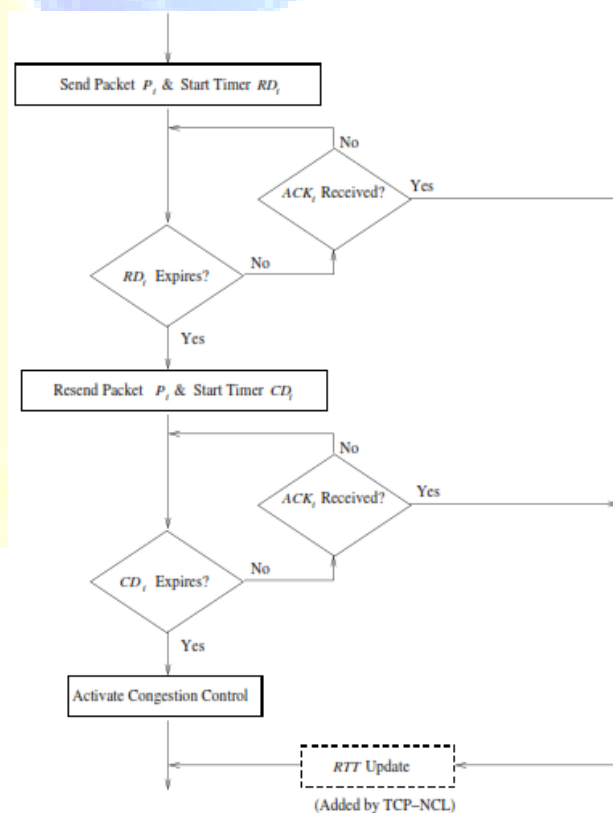 Send Packet P_i & Start Timer RD_i
No
ACK_i Received?
Yes
RD_i Expires?
No
Yes
Resend Packet P_i & Start Timer CD_i
No
ACK_i Received?
Yes
CD_i Expires?
No
Yes
Activate Congestion Control
RTT Update
(Added by TCP–NCL)